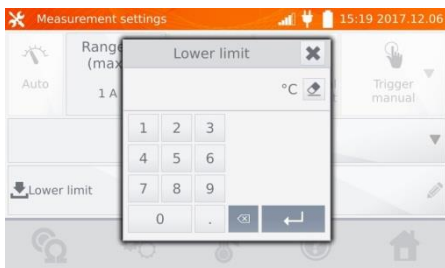 Measurement settings
15:19 2017.12.06
Range
(max
1 A
Auto
Trigger
manual
Lower limit
°C
1 2 3
4 5 6
7 8 9
0 .
Lower limit